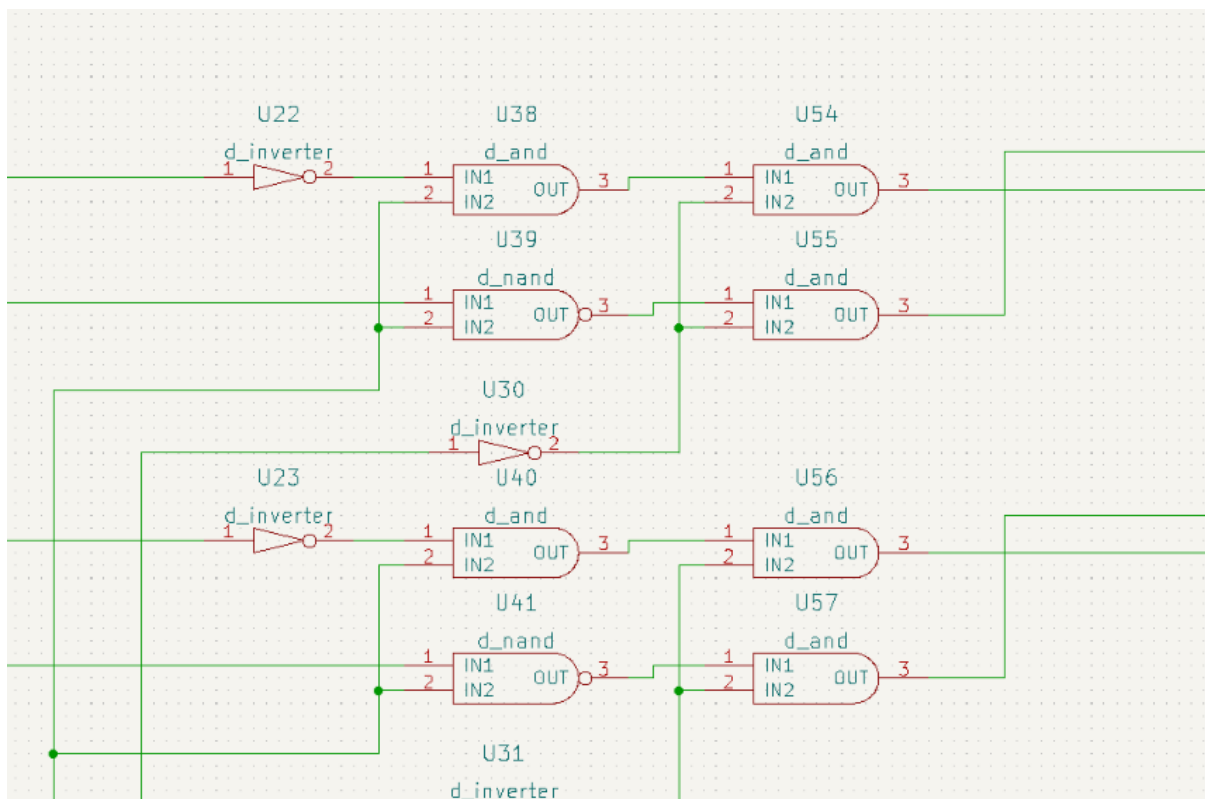 U22 U38 U54
d_inverter d_and d_and
1 2 1 IN1 OUT 3 1 IN1 OUT 3
2 IN2 2 IN2
U39 U55
d_nand d_and
1 IN1 OUT 3 1 IN1 OUT 3
2 IN2 2 IN2
U30
d_inverter
1 2
U23 U40 U56
d_inverter d_and d_and
1 2 1 IN1 OUT 3 1 IN1 OUT 3
2 IN2 2 IN2
U41 U57
d_nand d_and
1 IN1 OUT 3 1 IN1 OUT 3
2 IN2 2 IN2
U31
d_inverter